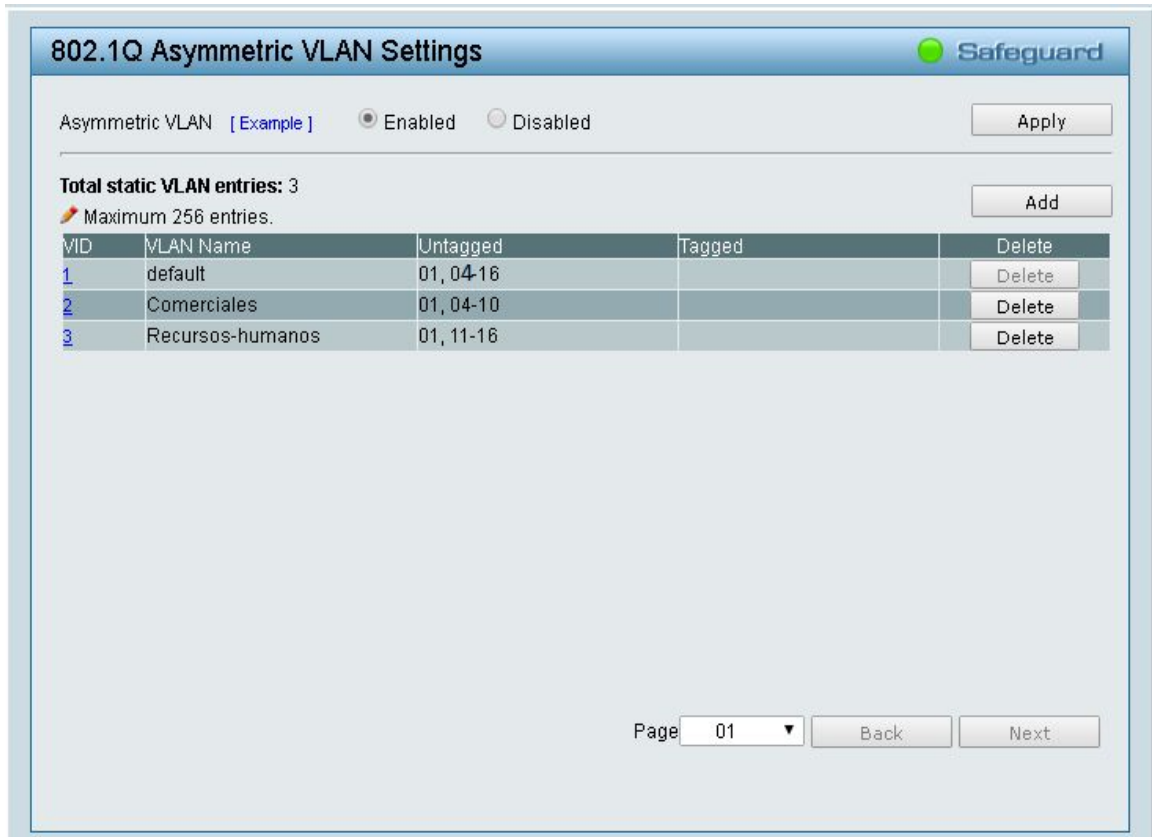 802.1Q Asymmetric VLAN Settings Safeguard
Asymmetric VLAN [ Example ] Enabled Disabled Apply
Total static VLAN entries: 3
Add
Maximum 256 entries.
VID VLAN Name Untagged Tagged Delete
1 default 01, 04-16 Delete
2 Comerciales 01, 04-10 Delete
3 Recursos-humanos 01, 11-16 Delete
Page 01 Back Next